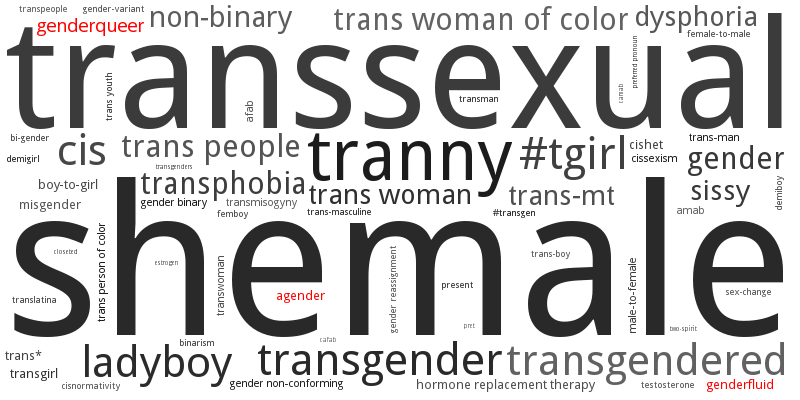 transpeople
gender-variant
genderqueer
non-binary
trans woman of color
dysphoria
female-to-male
transsexual
trans youth
afab
transman
camab
preferred pronoun
bi-gender
demigirl
cis
trans people
transgenders
tranny
#tgirl
cishet
cissexism
trans-man
gender
boy-to-girl
transphobia
misgender
gender binary
transmisogyny
femboy
trans woman
trans-masculine
trans-mt
#transgen
sissy
amab
demiboy
shemale
closeted
trans person of color
estrogen
transwoman
agender
gender reassignment
present
pret
trans-boy
male-to-female
sex-change
two-spirit
translatina
trans*
transgirl
cisnormativity
ladyboy
binarism
gender non-conforming
transgender
cafab
transgendered
hormone replacement therapy
testosterone
genderfluid